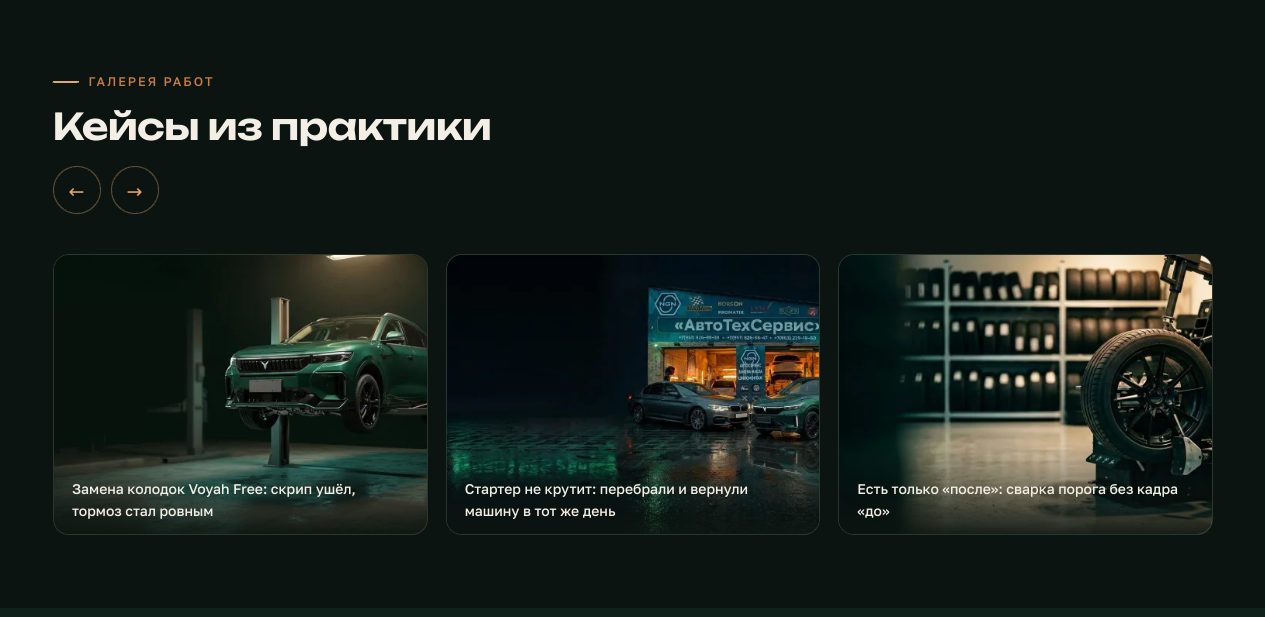 ГАЛЕРЕЯ РАБОТ
Кейсы из практики
←
→
NGN
«АвтоТехСервис»
Замена колодок Voyah Free: скрип ушёл,
тормоз стал ровным
Стартер не крутит: перебрали и вернули
машину в тот же день
Есть только «после»: сварка порога без кадра
«до»